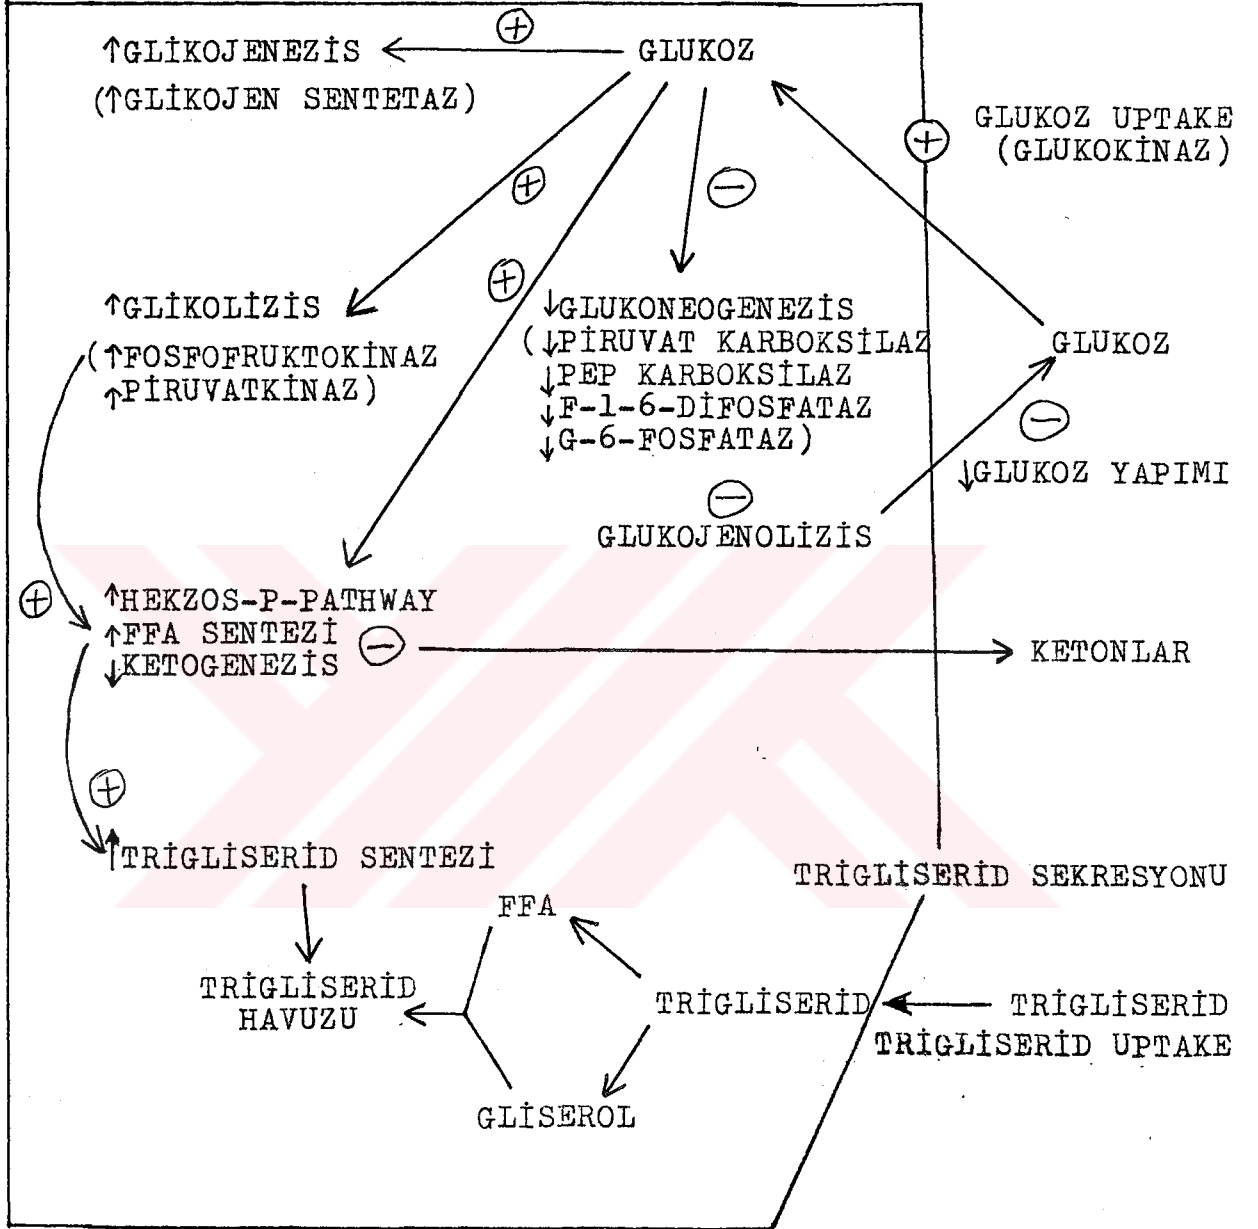 ↑GLİKOJENEZİS
(↑GLİKOJEN SENTETAZ)
+
GLUKOZ
GLUKOZ UPTAKE
(GLUKOKİNAZ)
+
+
−
+
↑GLİKOLİZİS
(↑FOSFOFRUKTOKİNAZ
↑PİRUVATKİNAZ)
↓GLUKONEOGENEZİS
(↓PİRUVAT KARBOKSİLAZ
↓PEP KARBOKSİLAZ
↓F-1-6-DİFOSFATAZ
↓G-6-FOSFATAZ)
GLUKOZ
−
↓GLUKOZ YAPIMI
−
GLUKOJENOLİZİS
+
↑HEKZOS-P-PATHWAY
↑FFA SENTEZİ
↓KETOGENEZİS
−
KETONLAR
+
↑TRİGLİSERİD SENTEZİ
TRİGLİSERİD SEKRESYONU
FFA
TRİGLİSERİD
HAVUZU
TRİGLİSERİD
TRİGLİSERİD
TRİGLİSERİD UPTAKE
GLİSEROL